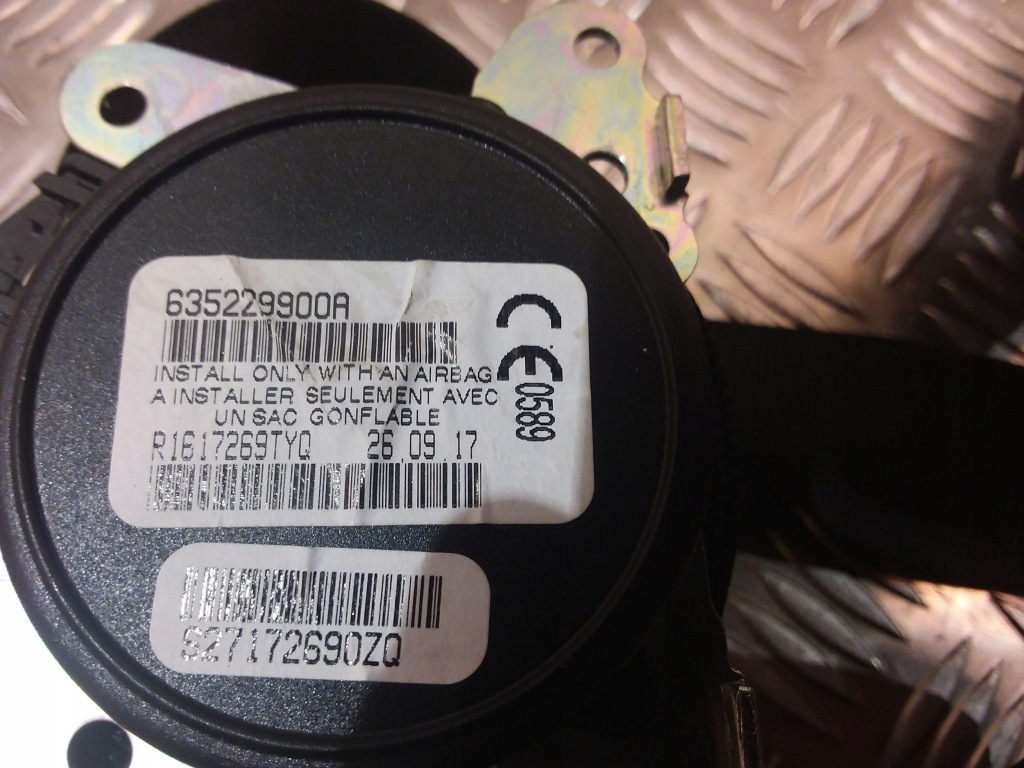 635229900A
CE 0589
INSTALL ONLY WITH AN AIRBAG
A INSTALLER SEULEMENT AVEC
UN SAC GONFLABLE
R1617269TYQ 26.09.17
S27172690ZQ